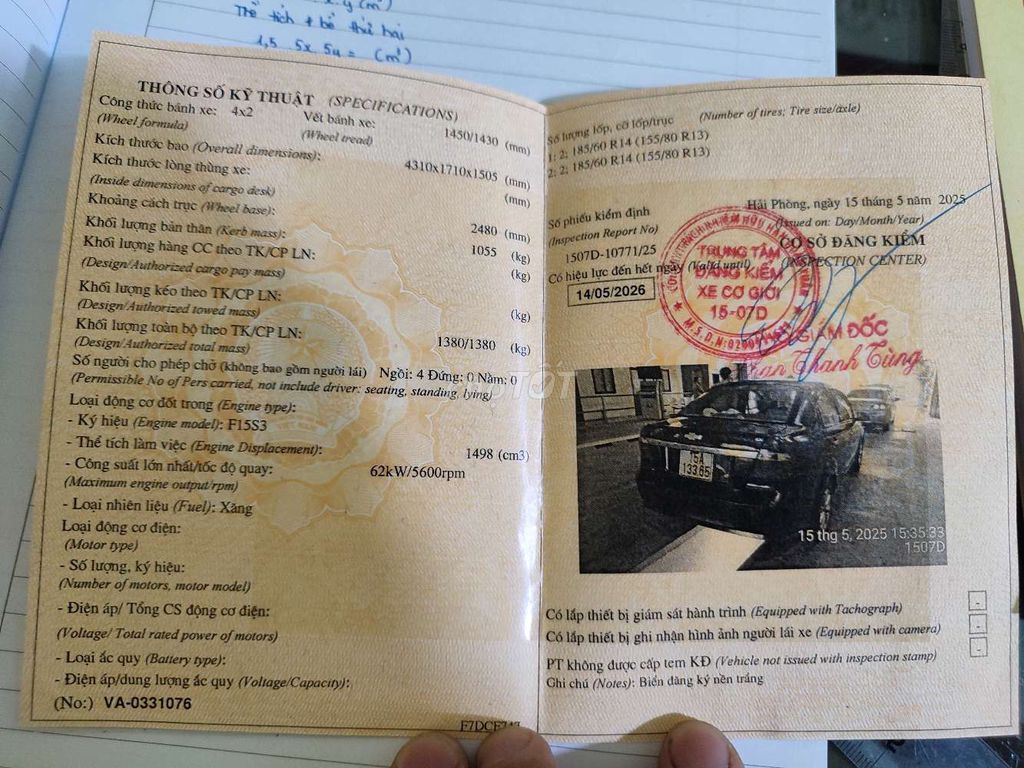 Thể tích 1 bể thứ hai
1,5 5x 5y = (m³)
THÔNG SỐ KỸ THUẬT (SPECIFICATIONS)
Công thức bánh xe: 4x2 Vết bánh xe: 1450/1430 (mm)
(Wheel formula) (Wheel tread)
Kích thước bao (Overall dimensions): 4310x1710x1505 (mm)
Kích thước lòng thùng xe: (mm)
(Inside dimensions of cargo desk)
Khoảng cách trục (Wheel base): 2480 (mm)
Khối lượng bản thân (Kerb mass): 1055 (kg)
Khối lượng hàng CC theo TK/CP LN: (kg)
(Design/Authorized cargo pay mass)
Khối lượng kéo theo TK/CP LN: (kg)
(Design/Authorized towed mass)
Khối lượng toàn bộ theo TK/CP LN: 1380/1380 (kg)
(Design/Authorized total mass)
Số người cho phép chở (không bao gồm người lái) Ngồi: 4 Đứng: 0 Nằm: 0
(Permissible No of Pers carried, not include driver: seating, standing, lying)
Loại động cơ đốt trong (Engine type):
- Ký hiệu (Engine model): F15S3
- Thể tích làm việc (Engine Displacement): 1498 (cm3)
- Công suất lớn nhất/tốc độ quay: 62kW/5600rpm
(Maximum engine output/rpm)
- Loại nhiên liệu (Fuel): Xăng
Loại động cơ điện:
(Motor type)
- Số lượng, ký hiệu:
(Number of motors, motor model)
- Điện áp/ Tổng CS động cơ điện:
(Voltage/ Total rated power of motors)
- Loại ắc quy (Battery type):
- Điện áp/dung lượng ắc quy (Voltage/Capacity):
(No:) VA-0331076
Số lượng lốp, cỡ lốp/trục (Number of tires; Tire size/axle)
1: 2; 185/60 R14 (155/80 R13)
2: 2; 185/60 R14 (155/80 R13)
Hải Phòng, ngày 15 tháng 5 năm 2025
Số phiếu kiểm định (Issued on: Day/Month/Year)
(Inspection Report No) CƠ SỞ ĐĂNG KIỂM
1507D-10771/25 (INSPECTION CENTER)
Có hiệu lực đến hết ngày (Valid until)
14/05/2026
TRUNG TÂM
ĐĂNG KIỂM
XE CƠ GIỚI
15-07D
GIÁM ĐỐC
Thanh Tùng
CHỢ TỐT
15A
133.65
15 thg 5, 2025 15:35:33
1507D
Có lắp thiết bị giám sát hành trình (Equipped with Tachograph) -
Có lắp thiết bị ghi nhận hình ảnh người lái xe (Equipped with camera) -
PT không được cấp tem KĐ (Vehicle not issued with inspection stamp) -
Ghi chú (Notes): Biển đăng ký nền trắng